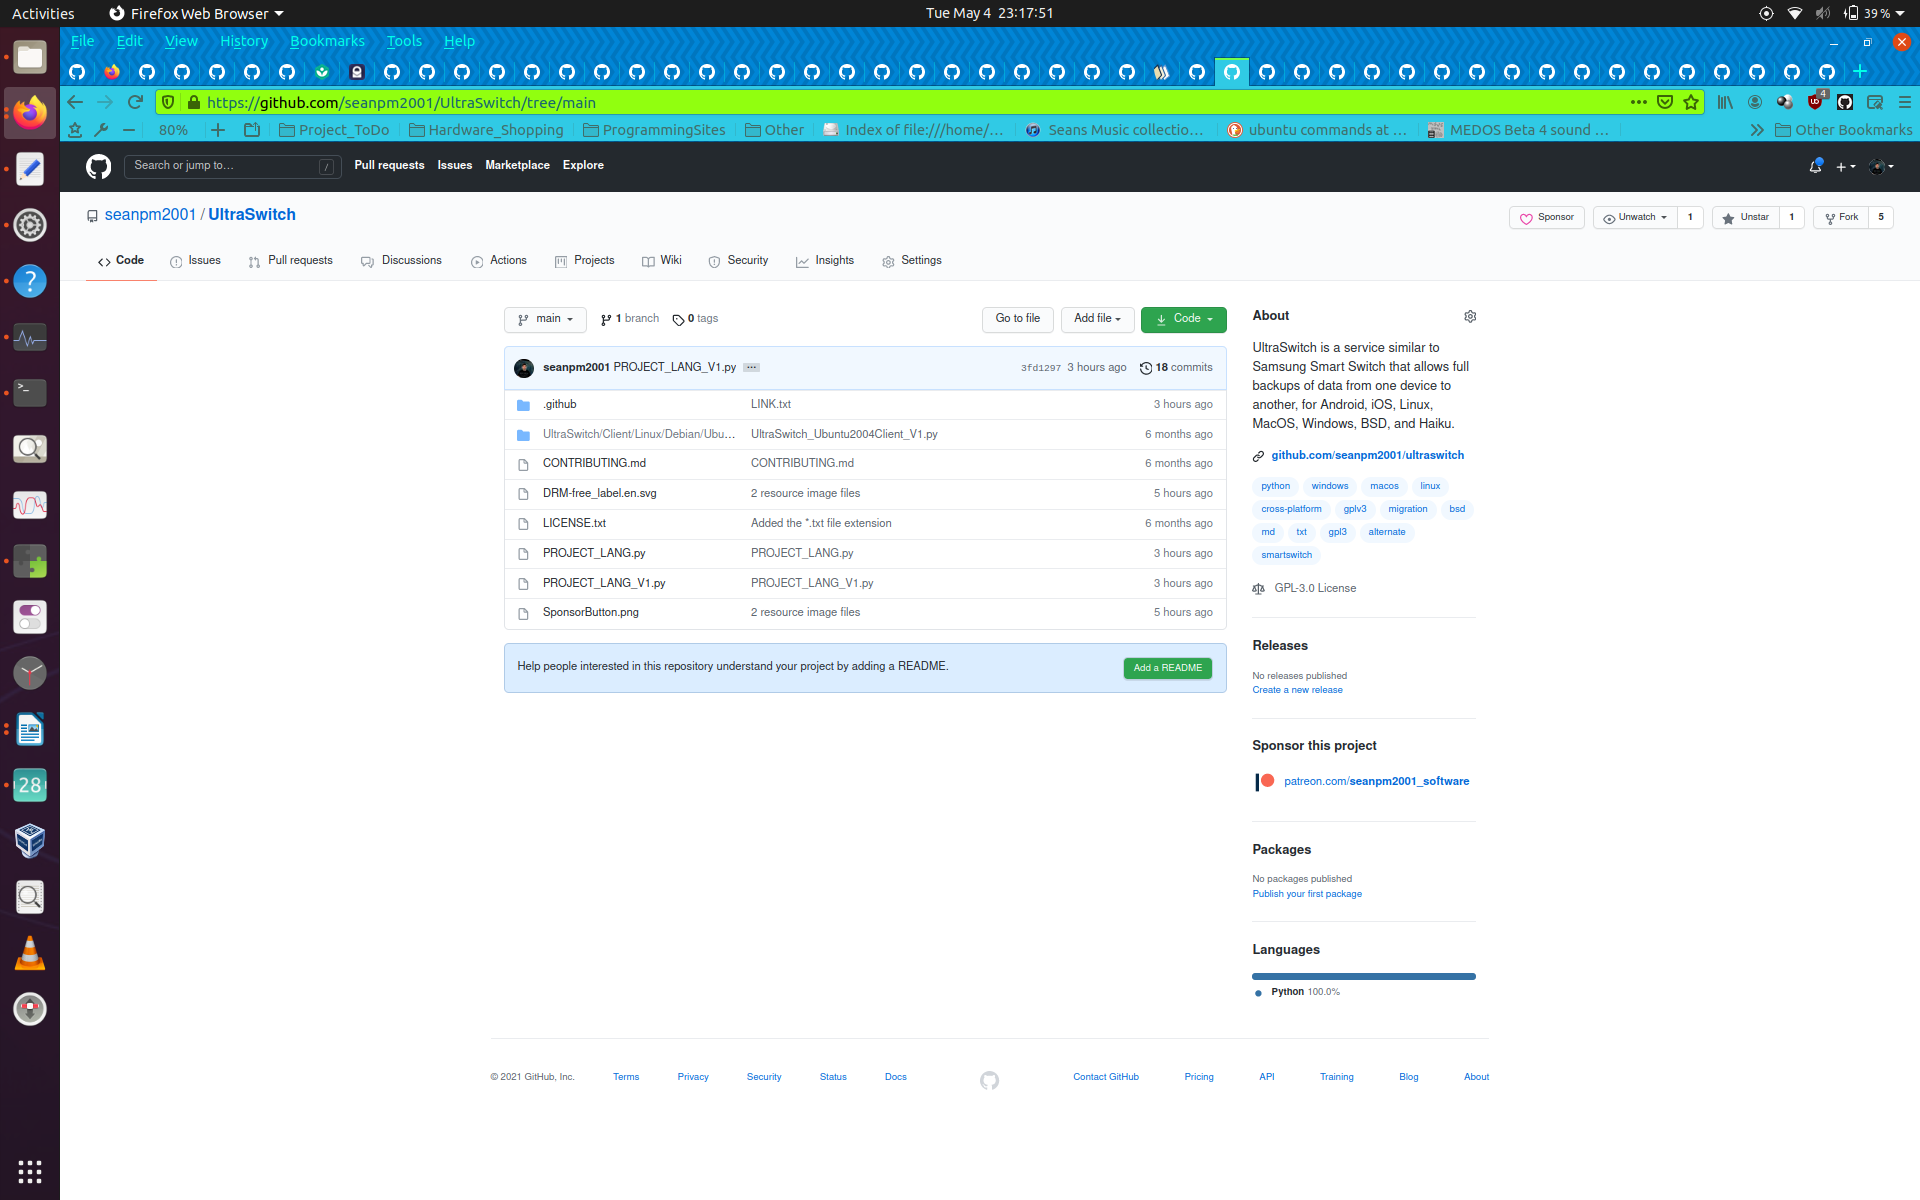 Activities
Firefox Web Browser
Tue May 4 23:17:51
39 %
File Edit View History Bookmarks Tools Help
https://github.com/seanpm2001/UltraSwitch/tree/main
4
80%
Project_ToDo
Hardware_Shopping
ProgrammingSites
Other
Index of file:///home/...
Seans Music collectio...
ubuntu commands at ...
MEDOS Beta 4 sound ...
Other Bookmarks
Search or jump to...
/
Pull requests Issues Marketplace Explore
seanpm2001 / UltraSwitch
Sponsor
Unwatch 1
Unstar 1
Fork 5
Code Issues Pull requests Discussions Actions Projects Wiki Security Insights Settings
main
1 branch
0 tags
Go to file
Add file
Code
seanpm2001 PROJECT_LANG_V1.py ...
3fd1297 3 hours ago
18 commits
.github LINK.txt 3 hours ago
UltraSwitch/Client/Linux/Debian/Ubu... UltraSwitch_Ubuntu2004Client_V1.py 6 months ago
CONTRIBUTING.md CONTRIBUTING.md 6 months ago
DRM-free_label.en.svg 2 resource image files 5 hours ago
LICENSE.txt Added the *.txt file extension 6 months ago
PROJECT_LANG.py PROJECT_LANG.py 3 hours ago
PROJECT_LANG_V1.py PROJECT_LANG_V1.py 3 hours ago
SponsorButton.png 2 resource image files 5 hours ago
Help people interested in this repository understand your project by adding a README.
Add a README
About
UltraSwitch is a service similar to
Samsung Smart Switch that allows full
backups of data from one device to
another, for Android, iOS, Linux,
MacOS, Windows, BSD, and Haiku.
github.com/seanpm2001/ultraswitch
python windows macos linux
cross-platform gplv3 migration bsd
md txt gpl3 alternate
smartswitch
GPL-3.0 License
Releases
No releases published
Create a new release
Sponsor this project
patreon.com/seanpm2001_software
Packages
No packages published
Publish your first package
Languages
Python 100.0%
© 2021 GitHub, Inc. Terms Privacy Security Status Docs Contact GitHub Pricing API Training Blog About
?
>_
28